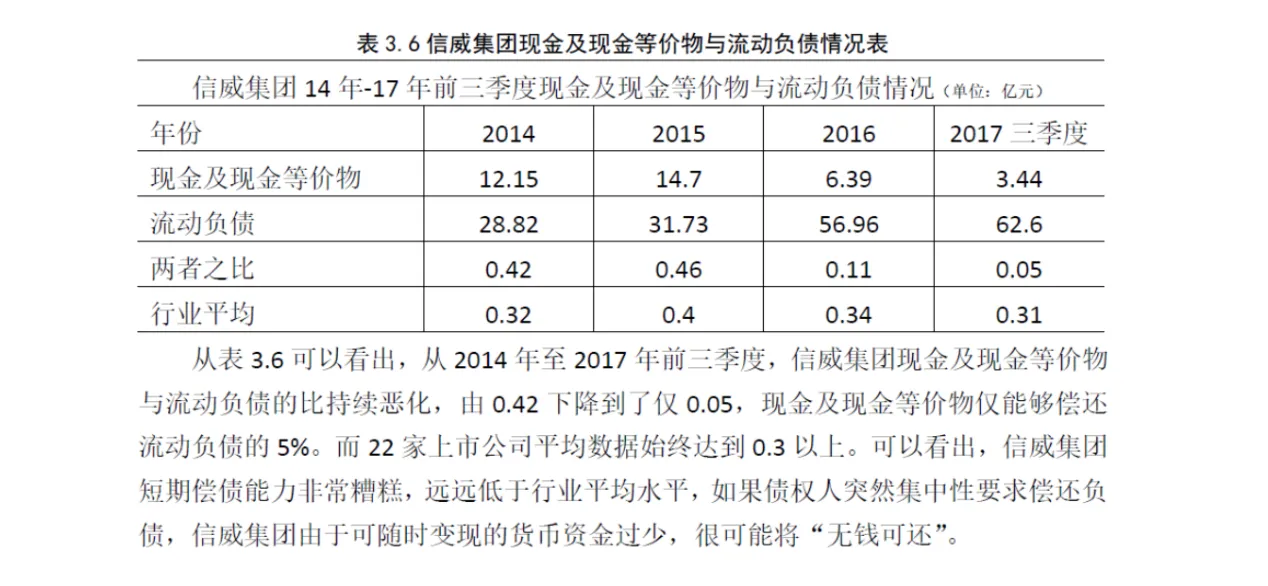 表 3.6 信威集团现金及现金等价物与流动负债情况表
信威集团 14 年-17 年前三季度现金及现金等价物与流动负债情况（单位：亿元）
年份 2014 2015 2016 2017 三季度
现金及现金等价物 12.15 14.7 6.39 3.44
流动负债 28.82 31.73 56.96 62.6
两者之比 0.42 0.46 0.11 0.05
行业平均 0.32 0.4 0.34 0.31
从表 3.6 可以看出，从 2014 年至 2017 年前三季度，信威集团现金及现金等价物
与流动负债的比持续恶化，由 0.42 下降到了仅 0.05，现金及现金等价物仅能够偿还
流动负债的 5%。而 22 家上市公司平均数据始终达到 0.3 以上。可以看出，信威集团
短期偿债能力非常糟糕，远远低于行业平均水平，如果债权人突然集中性要求偿还负
债，信威集团由于可随时变现的货币资金过少，很可能将“无钱可还”。